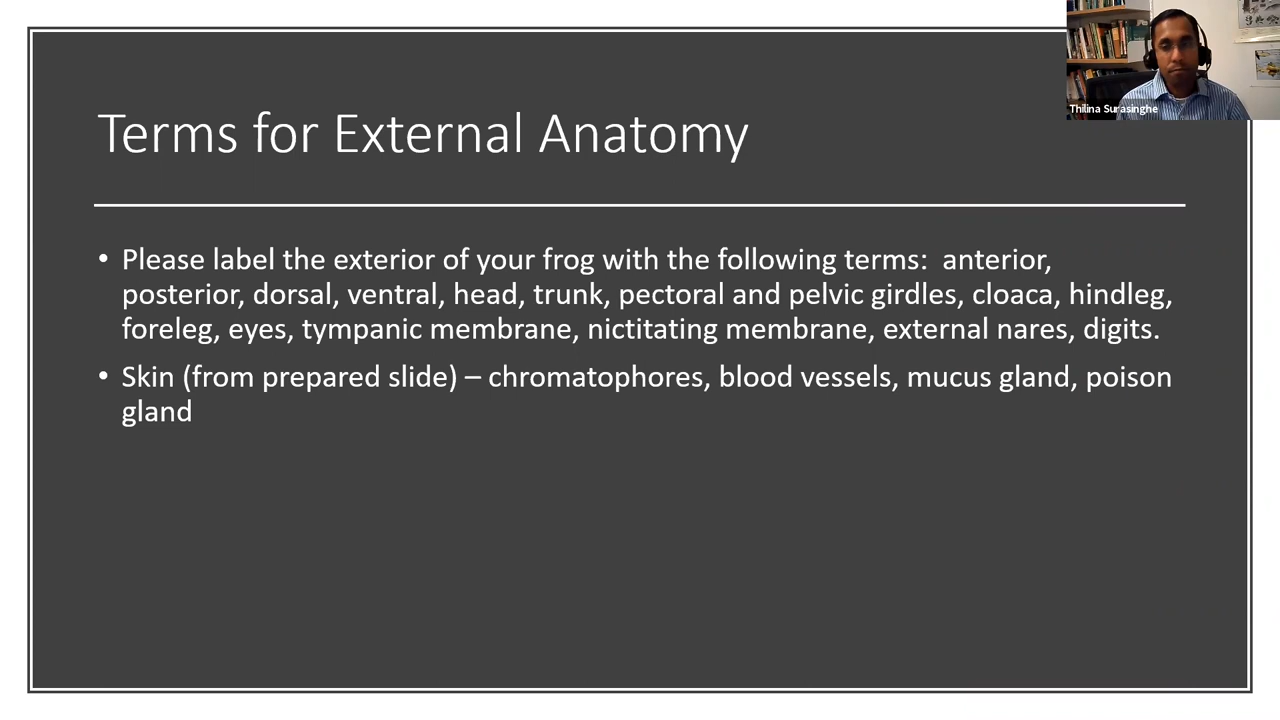 Thilina Surasinghe
Terms for External Anatomy
• Please label the exterior of your frog with the following terms:  anterior,
posterior, dorsal, ventral, head, trunk, pectoral and pelvic girdles, cloaca, hindleg,
foreleg, eyes, tympanic membrane, nictitating membrane, external nares, digits.
• Skin (from prepared slide) – chromatophores, blood vessels, mucus gland, poison
gland